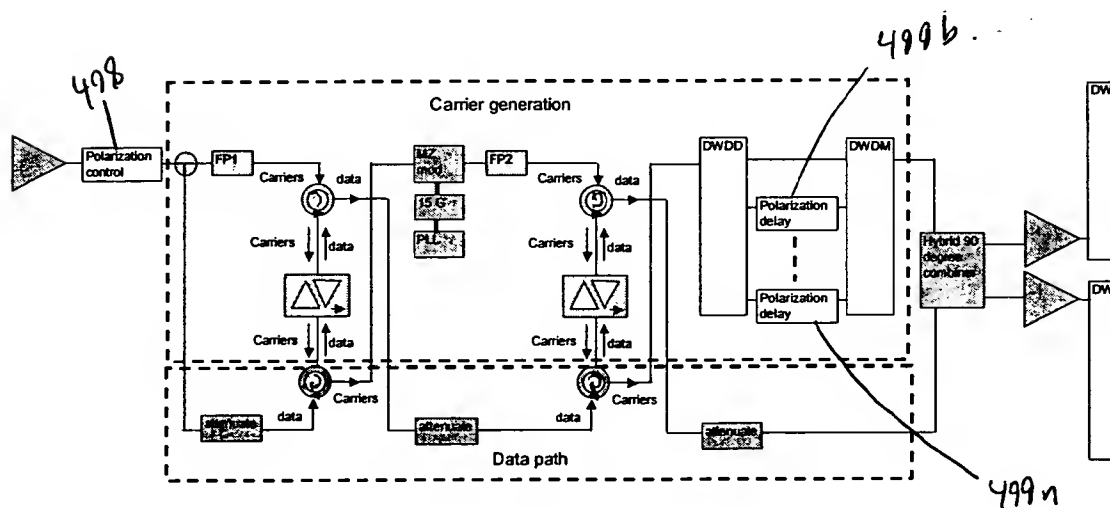 499b...
498
Carrier generation
DW
Polarization
control
FP1
MZ
mod
FP2
DWDD
DWDM
Carriers
data
Carriers
data
15 G
PLL
Polarization
delay
Carriers
data
Carriers
data
Hybrid 90
degree
combiner
DW
Polarization
delay
Carriers
data
Carriers
data
Carriers
Carriers
data
data
attenuate
attenuate
attenuate
Data path
499n